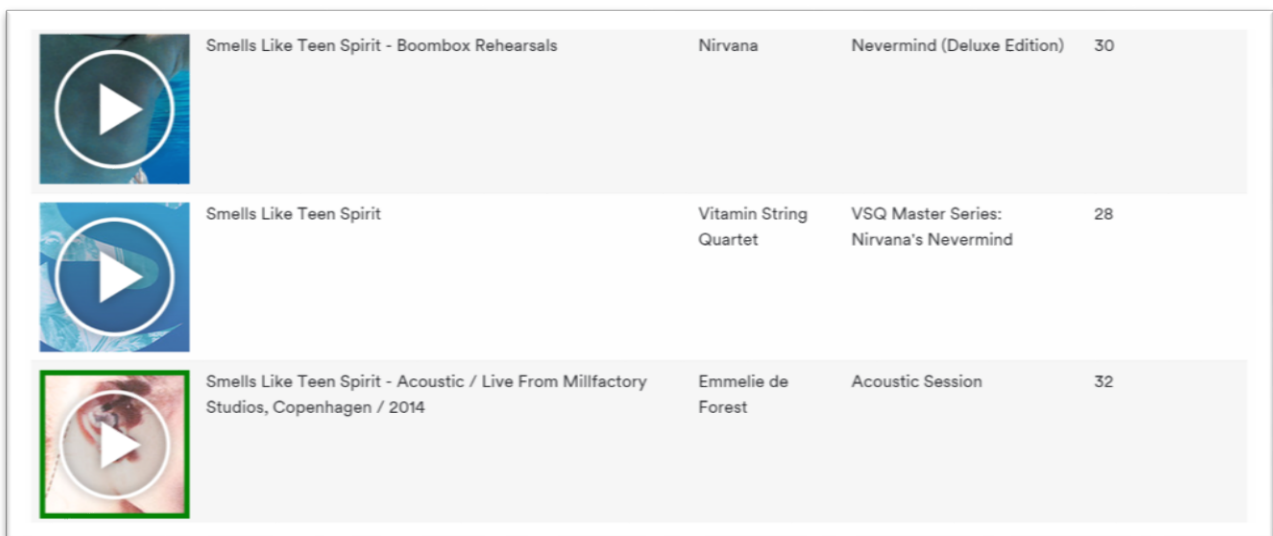 Smells Like Teen Spirit - Boombox Rehearsals Nirvana Nevermind (Deluxe Edition) 30
Smells Like Teen Spirit Vitamin String Quartet VSQ Master Series: Nirvana's Nevermind 28
Smells Like Teen Spirit - Acoustic / Live From Millfactory Studios, Copenhagen / 2014 Emmelie de Forest Acoustic Session 32